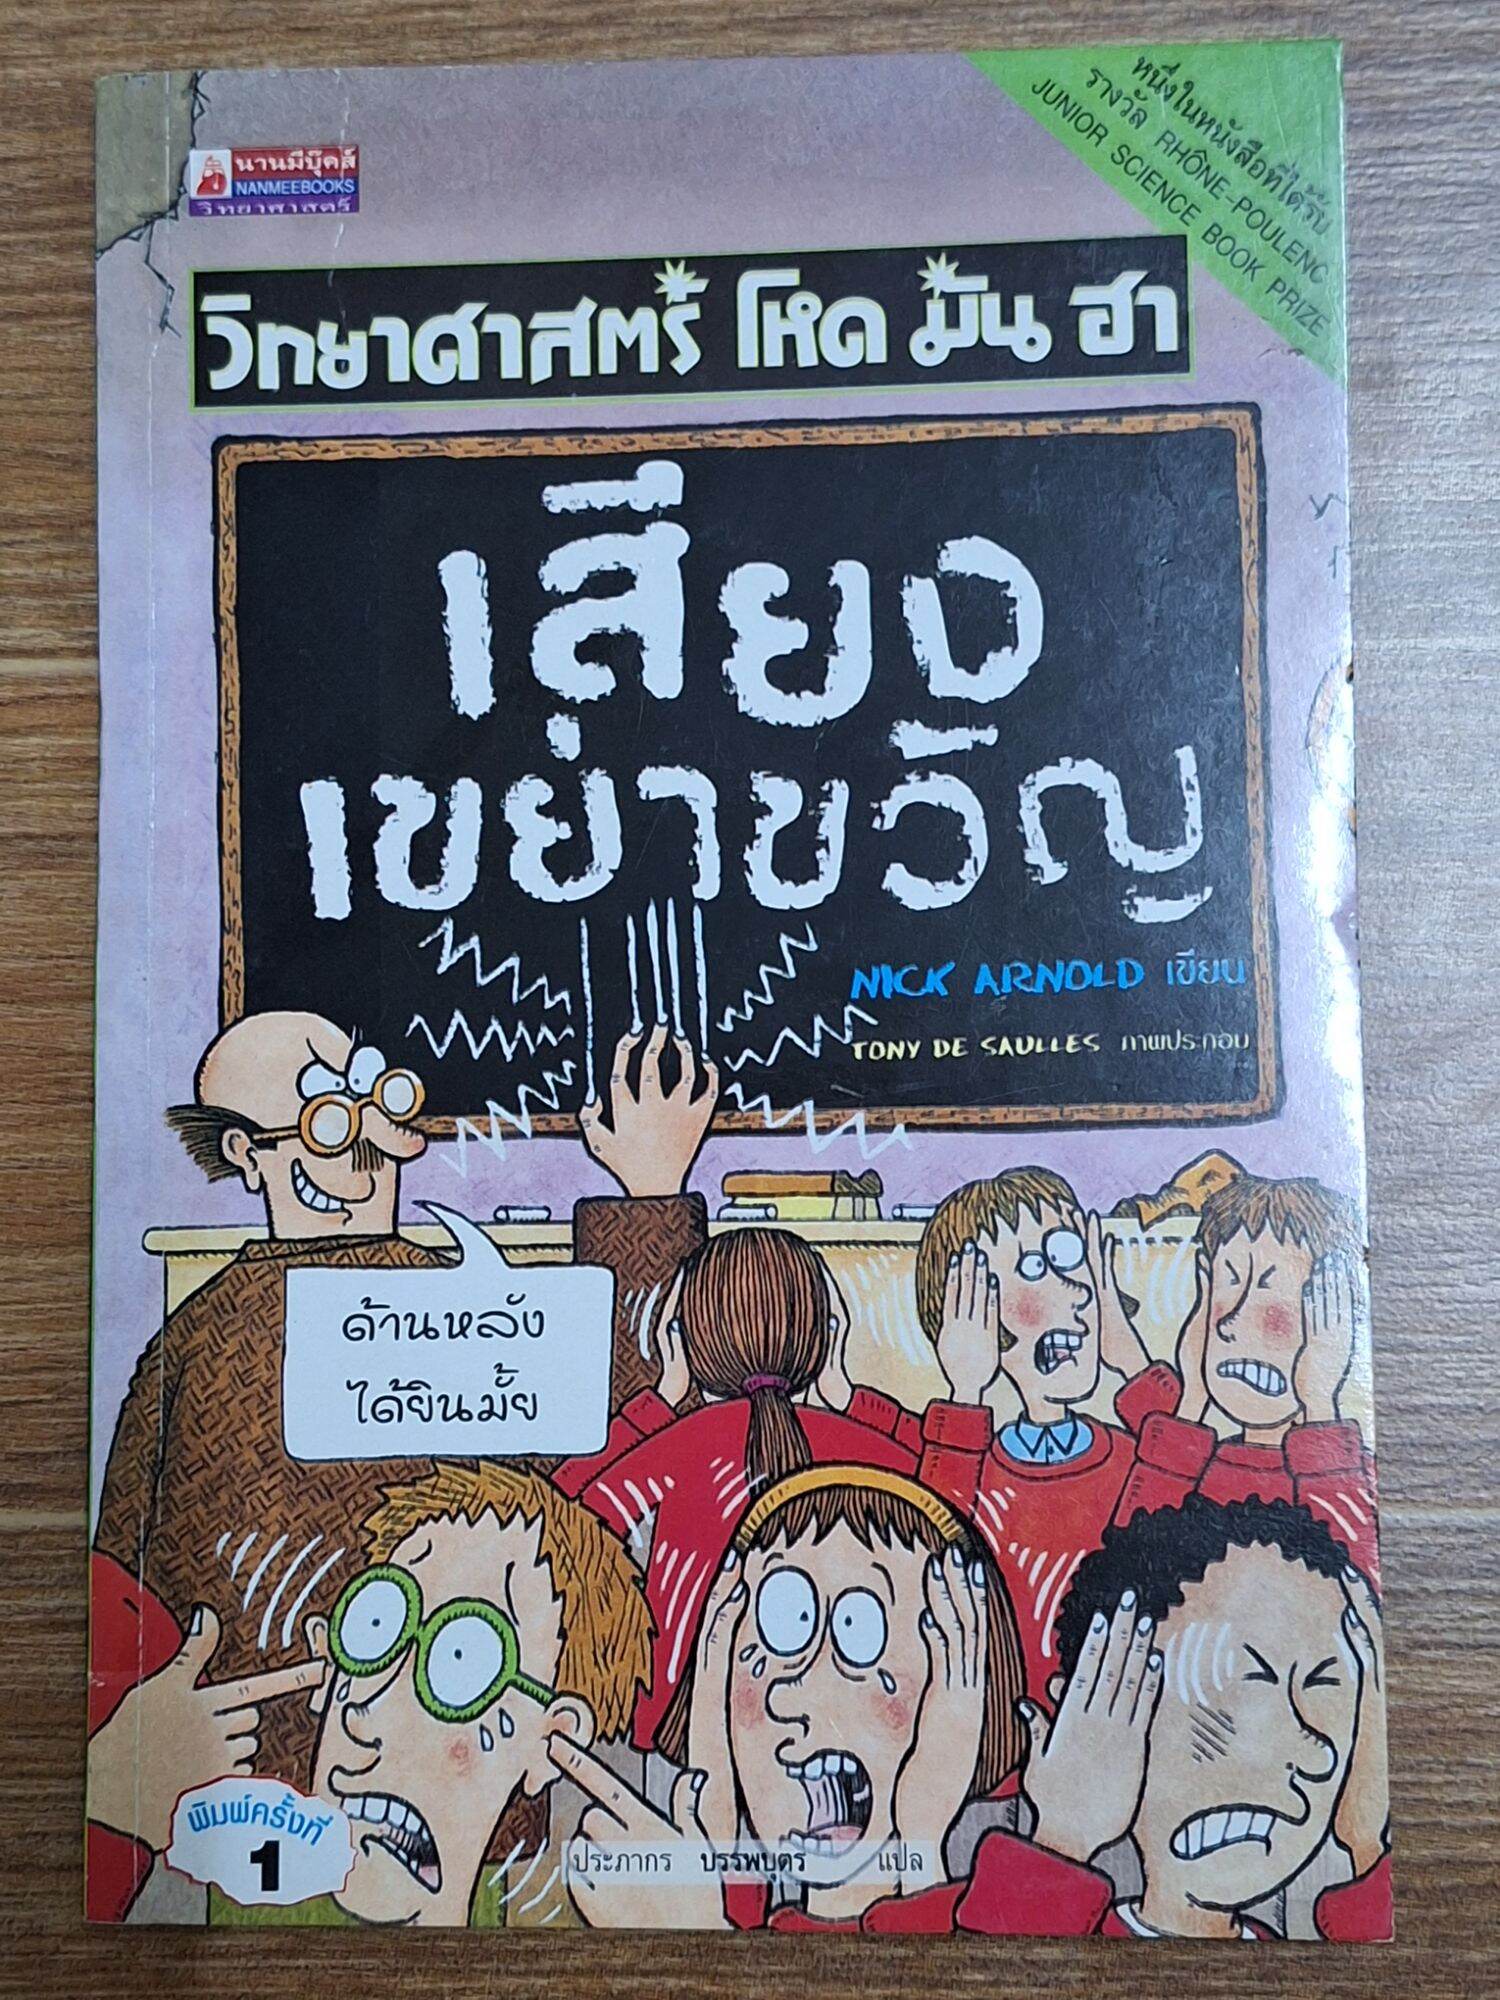 หนึ่งในหนังสือที่ได้รับ
รางวัล RHÔNE-POULENC
JUNIOR SCIENCE BOOK PRIZE
นานมีบุ๊คส์
NANMEEBOOKS
วิทยาศาสตร์
วิทยาศาสตร์ โหด มัน ฮา
เสียง
เขย่าขวัญ
NICK ARNOLD เขียน
TONY DE SAULLES ภาพประกอบ
ด้านหลัง
ได้ยินมั้ย
พิมพ์ครั้งที่
1
ประภากร บรรพบุตร แปล